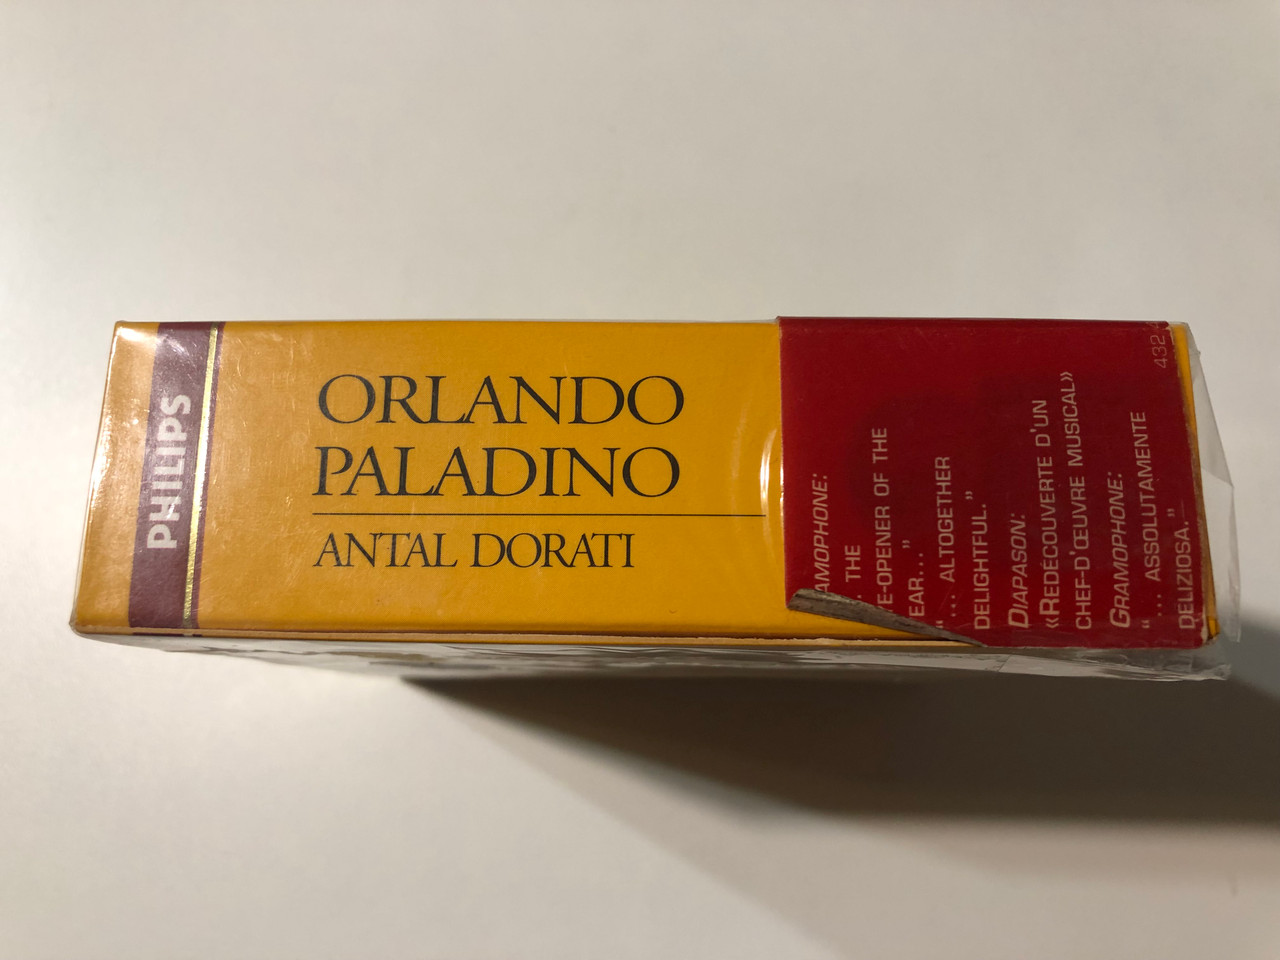 PHILIPS
ORLANDO
PALADINO
ANTAL DORATI
AMOPHONE:
. THE
E-OPENER OF THE
EAR..."
"... ALTOGETHER
DELIGHTFUL."
DIAPASON:
«REDÉCOUVERTE D'UN
CHEF-D'ŒUVRE MUSICAL»
GRAMOPHONE:
"... ASSOLUTAMENTE
DELIZIOSA."
432